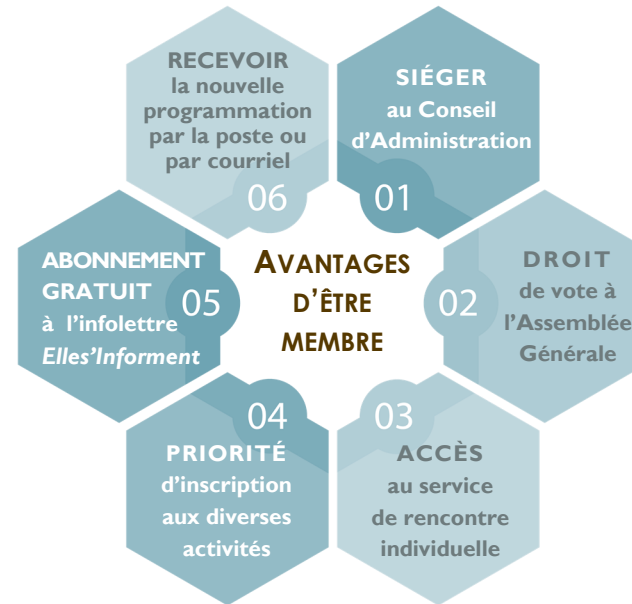 AVANTAGES
D'ÊTRE
MEMBRE
01
SIÉGER
au Conseil
d'Administration
02
DROIT
de vote à
l'Assemblée
Générale
03
ACCÈS
au service
de rencontre
individuelle
04
PRIORITÉ
d'inscription
aux diverses
activités
05
ABONNEMENT
GRATUIT
à l'infolettre
Elles'Informent
06
RECEVOIR
la nouvelle
programmation
par la poste ou
par courriel